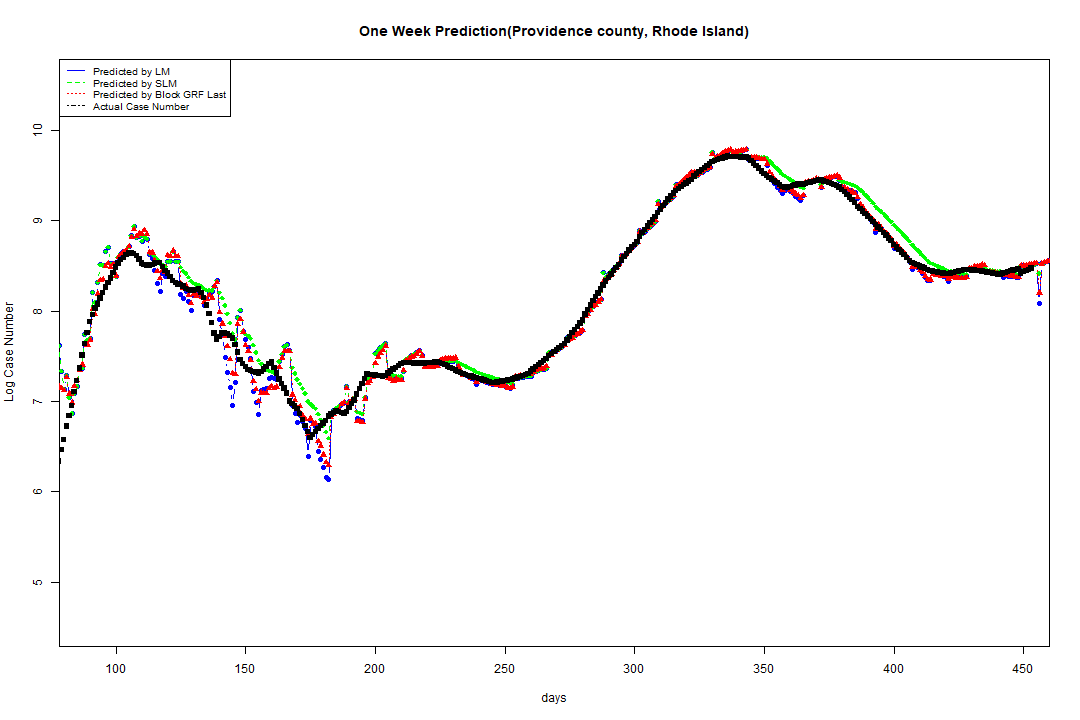 One Week Prediction(Providence county, Rhode Island)
Predicted by LM
Predicted by SLM
Predicted by Block GRF Last
Actual Case Number
Log Case Number
10
9
8
7
6
5
100 150 200 250 300 350 400 450
days